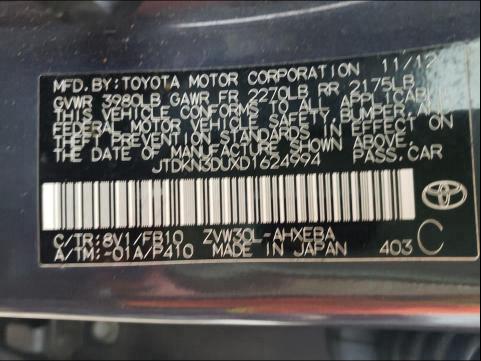 MFD.BY:TOYOTA MOTOR CORPORATION 11/12
GVWR 3980LB GAWR FR 2270LB RR 2175LB
THIS VEHICLE CONFORMS TO ALL APPLICABLE
FEDERAL MOTOR VEHICLE SAFETY,BUMPER,AND
THEFT PREVENTION STANDARDS IN EFFECT ON
THE DATE OF MANUFACTURE SHOWN ABOVE.
JTDKN3DUXD1624994 PASS.CAR
C/TR:8V1/FB10 ZVW30L-AHXEBA
A/TM:-01A/P410 MADE IN JAPAN 403 C
TOYOTA